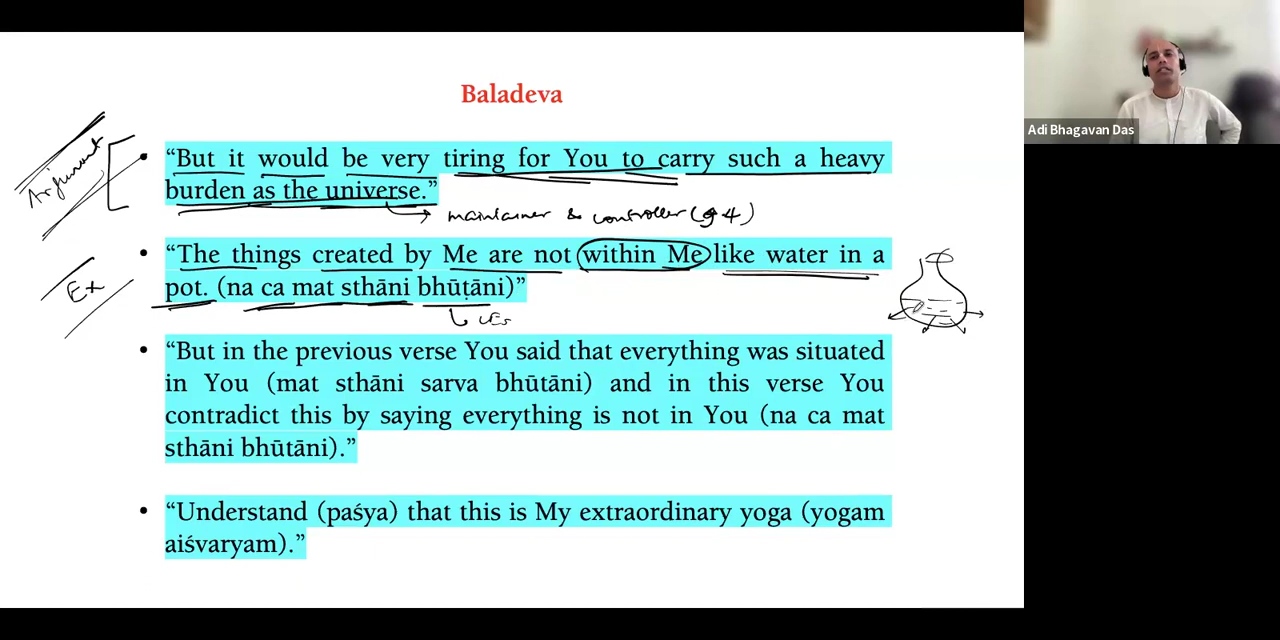 Baladeva
Argument
• “But it would be very tiring for You to carry such a heavy
burden as the universe.”
maintainer & controller (94)
Ex
• “The things created by Me are not within Me like water in a
pot. (na ca mat sthāni bhūṭāni)”
• “But in the previous verse You said that everything was situated
in You (mat sthāni sarva bhūtāni) and in this verse You
contradict this by saying everything is not in You (na ca mat
sthāni bhūtāni).”
• “Understand (paśya) that this is My extraordinary yoga (yogam
aiśvaryam).”
Adi Bhagavan Das